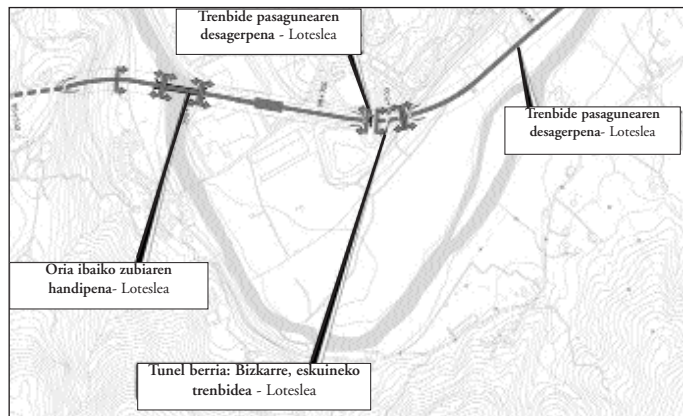 Trenbide pasagunearen
desagerpena - Loteslea
Trenbide pasagunearen
desagerpena- Loteslea
Oria ibaiko zubiaren
handipena- Loteslea
Tunel berria: Bizkarre, eskuineko
trenbidea - Loteslea